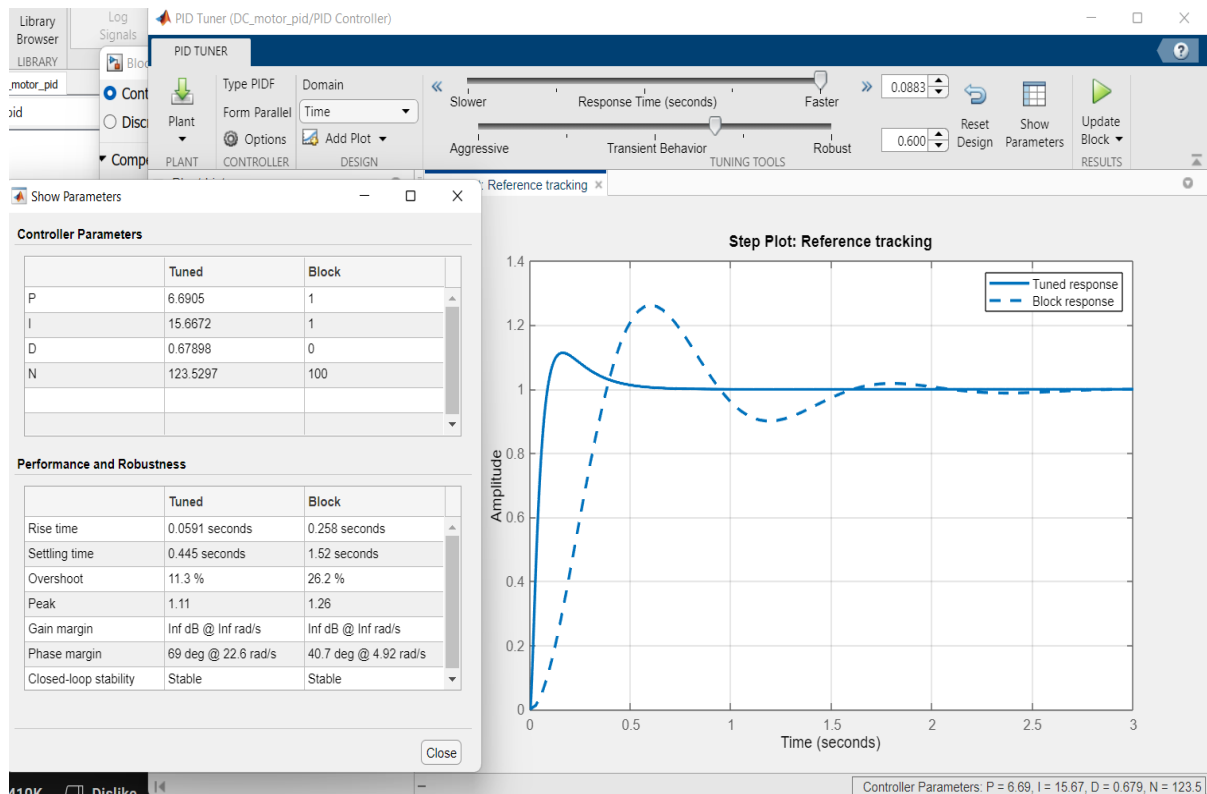 Library
Browser
LIBRARY
Log
Signals
_motor_pid
pid
Bloc
Cont
Disc
Compe
PID Tuner (DC_motor_pid/PID Controller)
PID TUNER
?
Plant
PLANT
Type PIDF
Form Parallel
Options
CONTROLLER
Domain
Time
Add Plot
DESIGN
Slower Response Time (seconds) Faster
0.0883
Aggressive Transient Behavior Robust
0.600
TUNING TOOLS
Reset
Design
Show
Parameters
Update
Block
RESULTS
: Reference tracking
Show Parameters
Controller Parameters
Tuned Block
P 6.6905 1
I 15.6672 1
D 0.67898 0
N 123.5297 100
Performance and Robustness
Tuned Block
Rise time 0.0591 seconds 0.258 seconds
Settling time 0.445 seconds 1.52 seconds
Overshoot 11.3 % 26.2 %
Peak 1.11 1.26
Gain margin Inf dB @ Inf rad/s Inf dB @ Inf rad/s
Phase margin 69 deg @ 22.6 rad/s 40.7 deg @ 4.92 rad/s
Closed-loop stability Stable Stable
Close
Step Plot: Reference tracking
Tuned response
Block response
Amplitude
1.4
1.2
1
0.8
0.6
0.4
0.2
0
0 0.5 1 1.5 2 2.5 3
Time (seconds)
410K Dislike
Controller Parameters: P = 6.69, I = 15.67, D = 0.679, N = 123.5